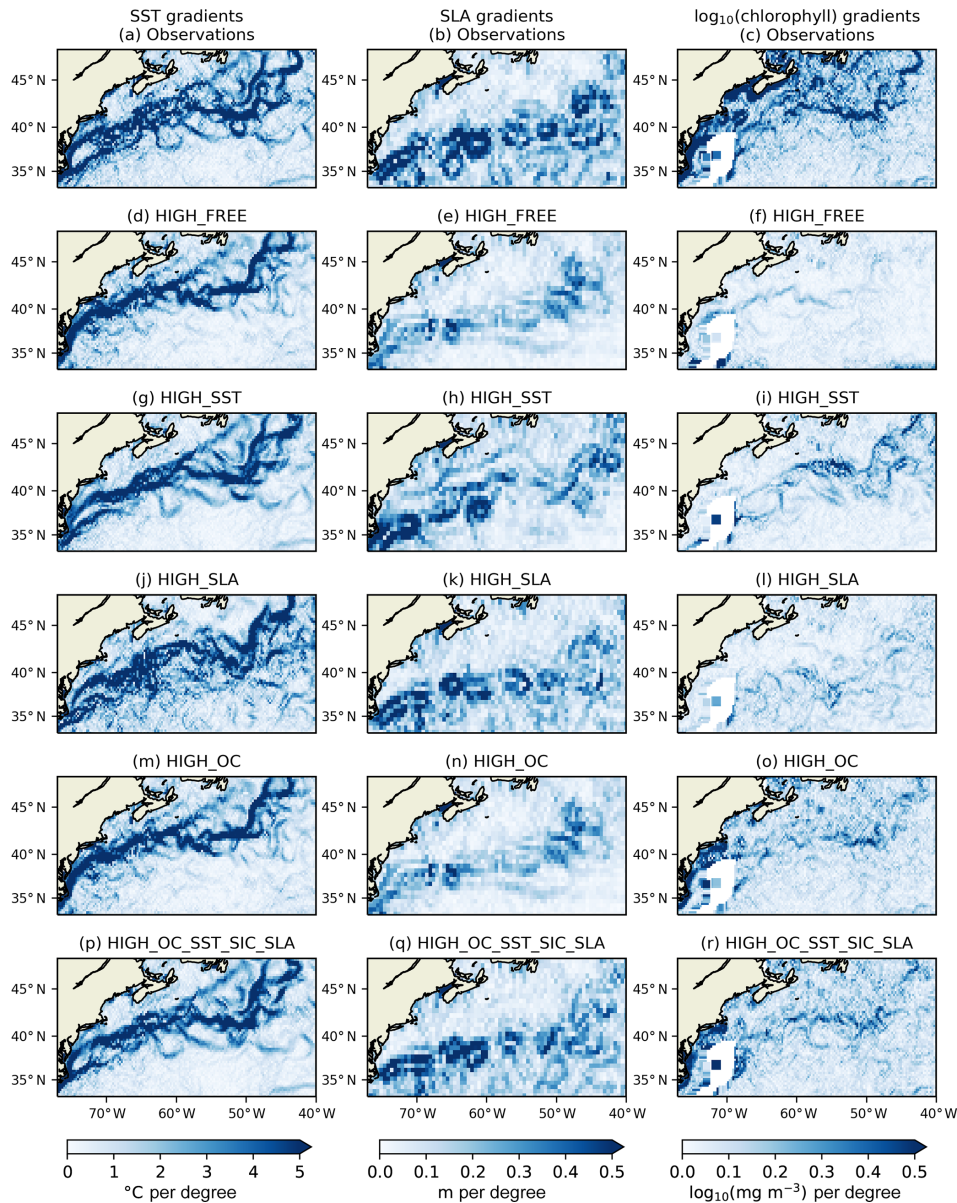 SST gradients
(a) Observations
SLA gradients
(b) Observations
log₁₀(chlorophyll) gradients
(c) Observations
45° N
40° N
35° N
45° N
40° N
35° N
45° N
40° N
35° N
(d) HIGH_FREE
(e) HIGH_FREE
(f) HIGH_FREE
45° N
40° N
35° N
45° N
40° N
35° N
45° N
40° N
35° N
(g) HIGH_SST
(h) HIGH_SST
(i) HIGH_SST
45° N
40° N
35° N
45° N
40° N
35° N
45° N
40° N
35° N
(j) HIGH_SLA
(k) HIGH_SLA
(l) HIGH_SLA
45° N
40° N
35° N
45° N
40° N
35° N
45° N
40° N
35° N
(m) HIGH_OC
(n) HIGH_OC
(o) HIGH_OC
45° N
40° N
35° N
45° N
40° N
35° N
45° N
40° N
35° N
(p) HIGH_OC_SST_SIC_SLA
(q) HIGH_OC_SST_SIC_SLA
(r) HIGH_OC_SST_SIC_SLA
45° N
40° N
35° N
45° N
40° N
35° N
45° N
40° N
35° N
70° W 60° W 50° W 40° W
70° W 60° W 50° W 40° W
70° W 60° W 50° W 40° W
0 1 2 3 4 5
°C per degree
0.0 0.1 0.2 0.3 0.4 0.5
m per degree
0.0 0.1 0.2 0.3 0.4 0.5
log₁₀(mg m⁻³) per degree